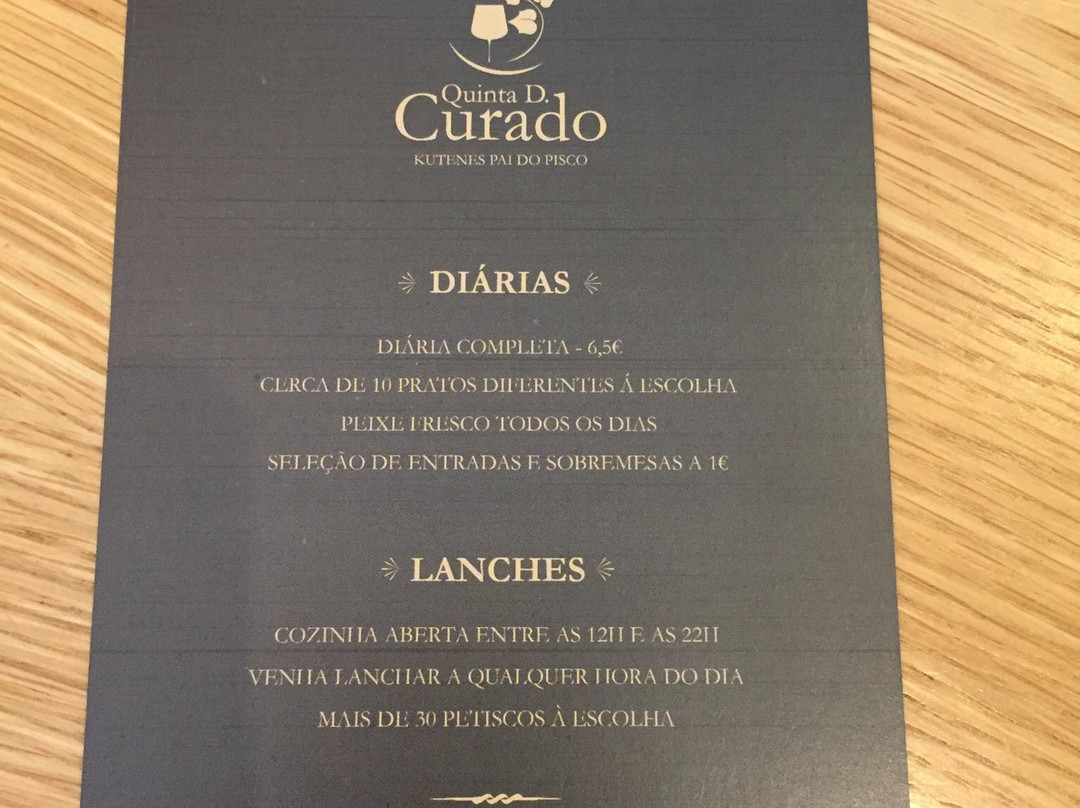 Quinta D.
Curado
KUTENES PAI DO PISCO
DIÁRIAS
DIÁRIA COMPLETA - 6,5€
CERCA DE 10 PRATOS DIFERENTES Á ESCOLHA
PEIXE FRESCO TODOS OS DIAS
SELEÇÃO DE ENTRADAS E SOBREMESAS A 1€
LANCHES
COZINHA ABERTA ENTRE AS 12H E AS 22H
VENHA LANCHAR A QUALQUER HORA DO DIA
MAIS DE 30 PETISCOS À ESCOLHA